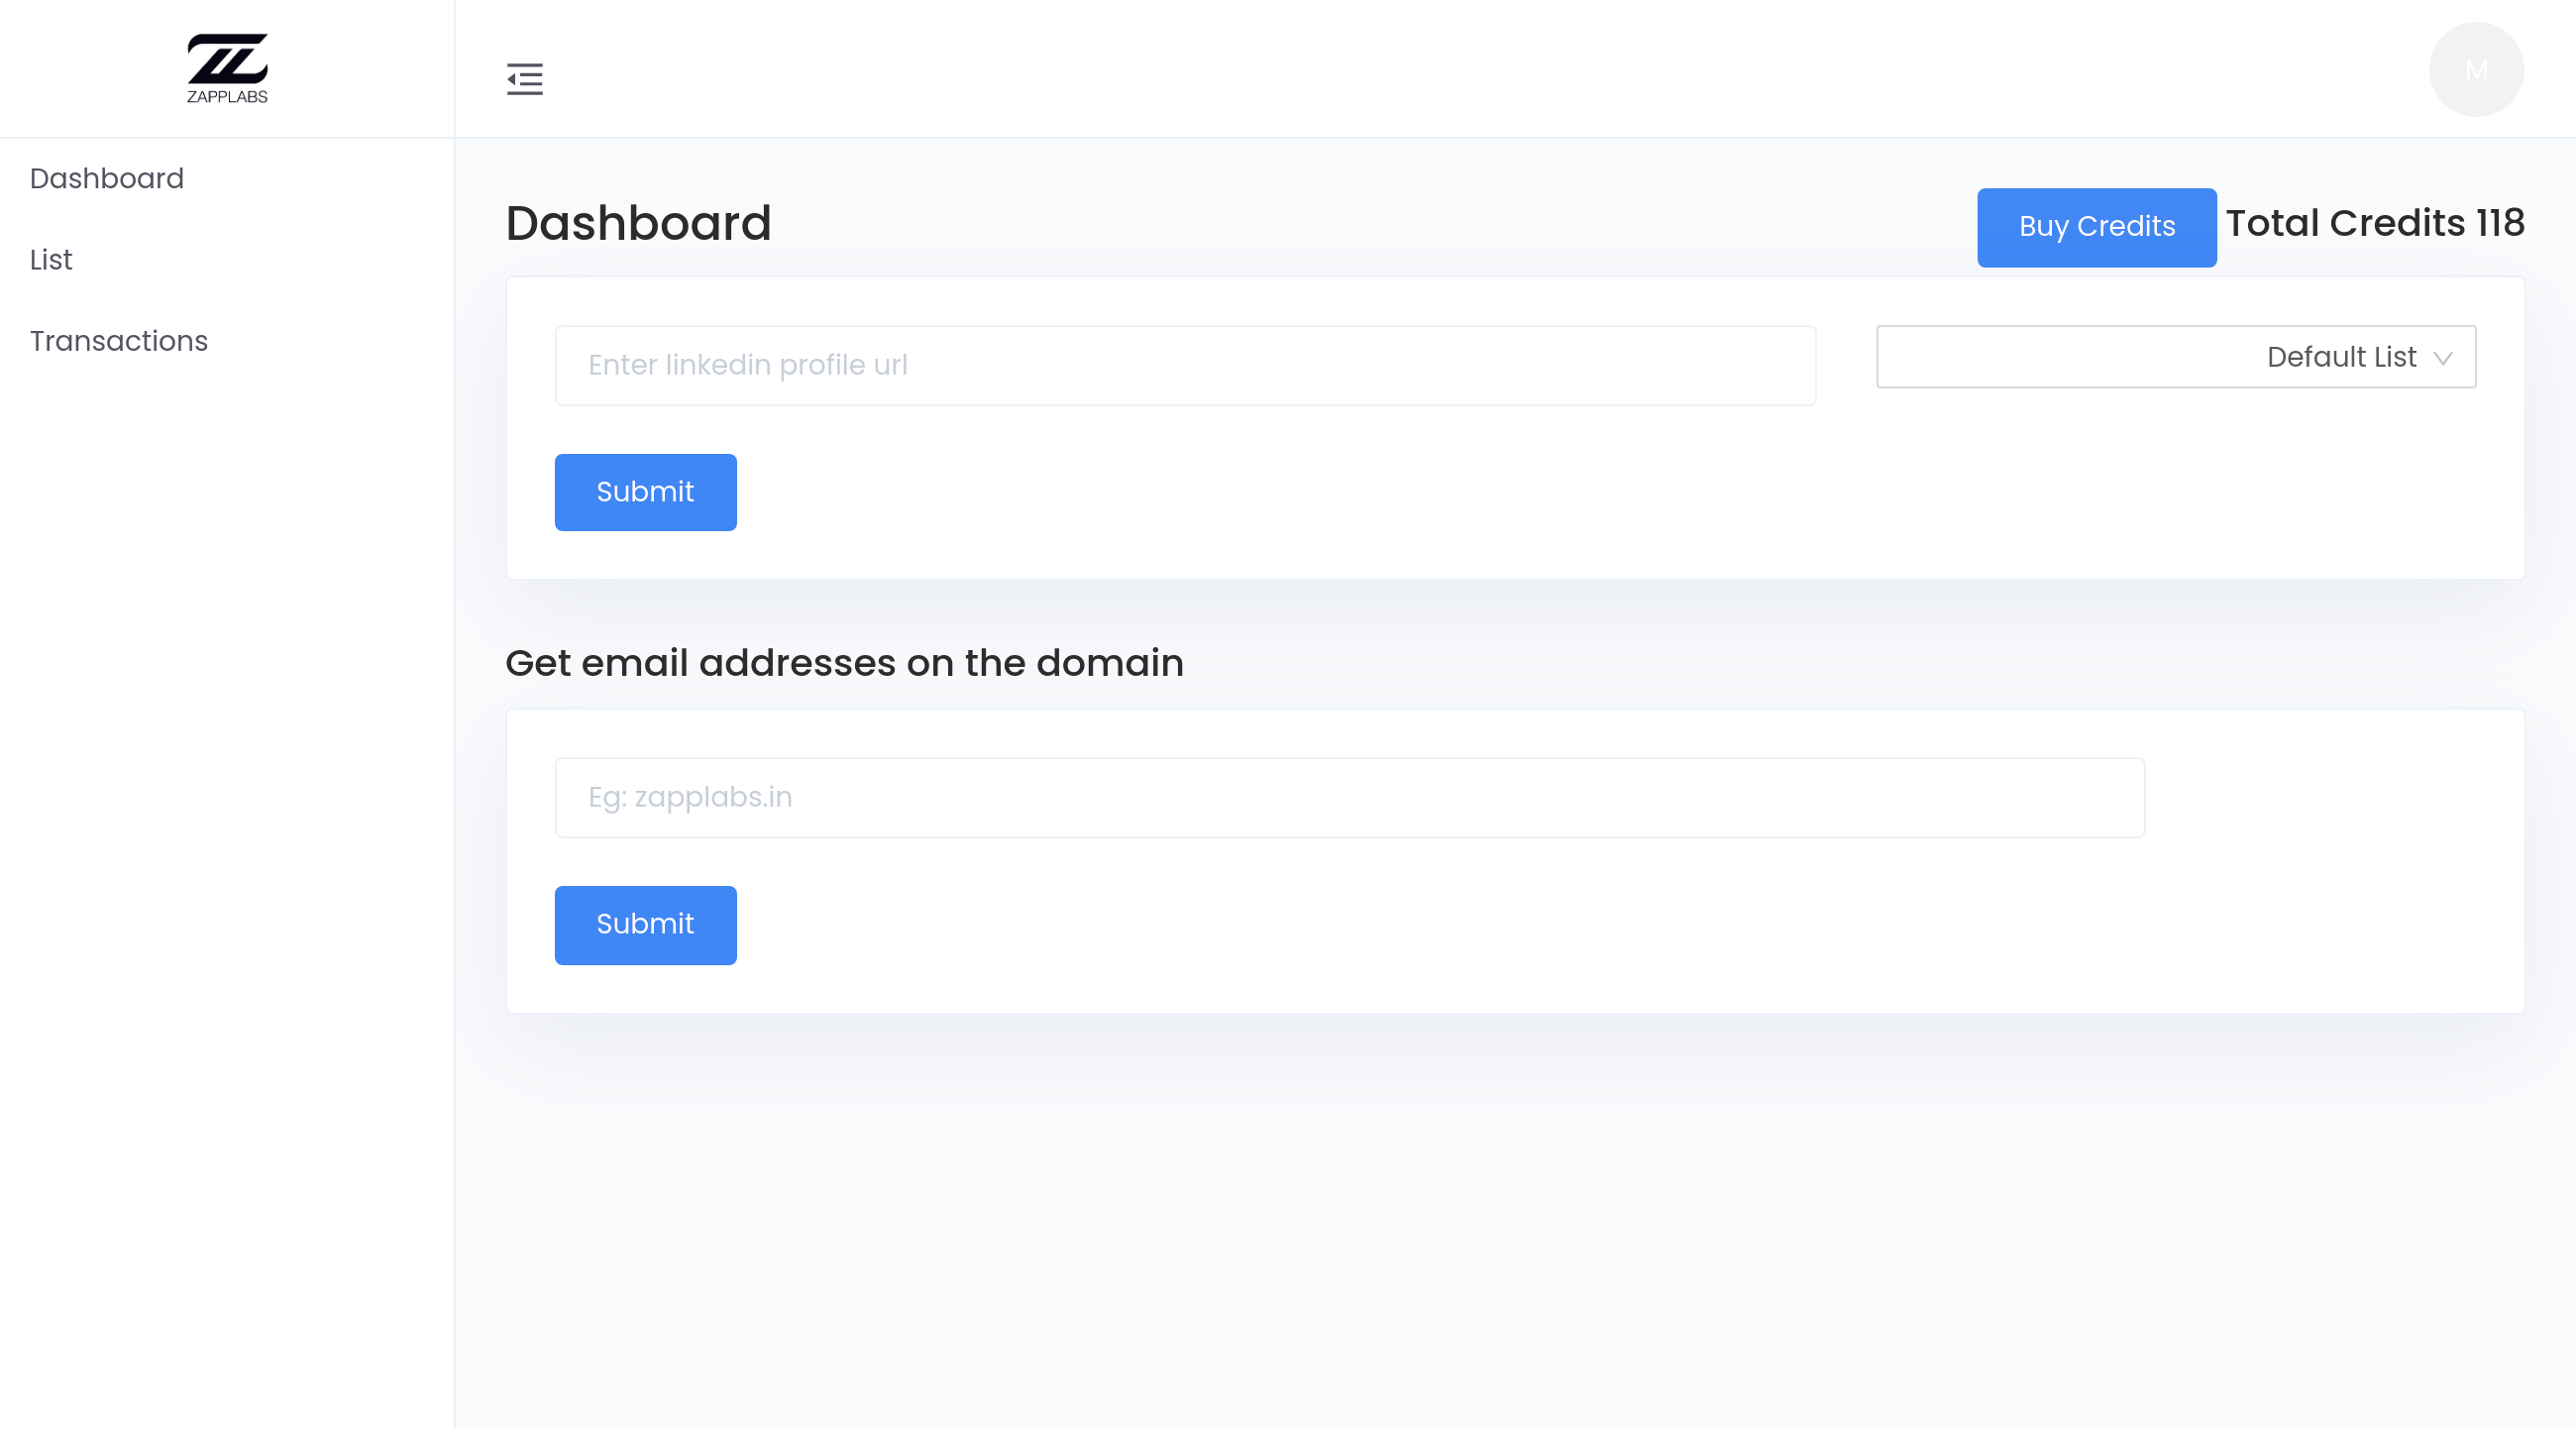 ZAPPLABS
M
Dashboard
List
Transactions
Dashboard
Buy Credits
Total Credits 118
Enter linkedin profile url
Default List
Submit
Get email addresses on the domain
Eg: zapplabs.in
Submit